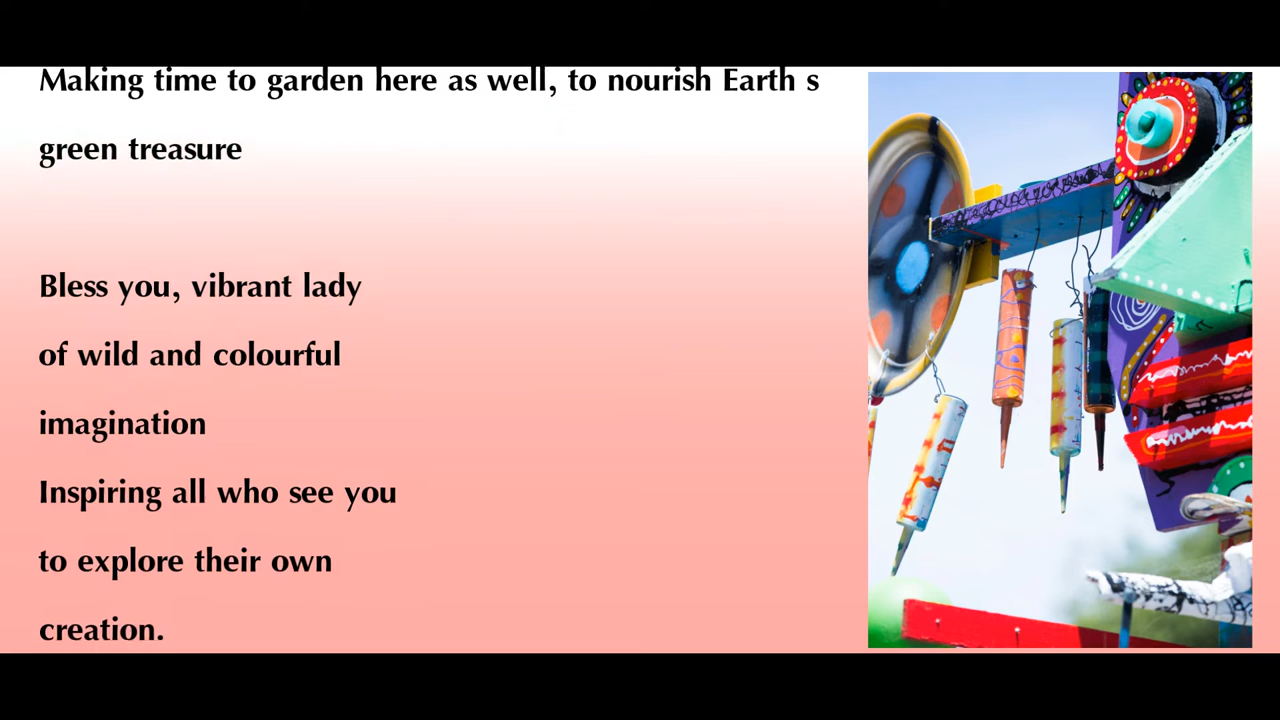 Making time to garden here as well, to nourish Earth s
green treasure
Bless you, vibrant lady
of wild and colourful
imagination
Inspiring all who see you
to explore their own
creation.